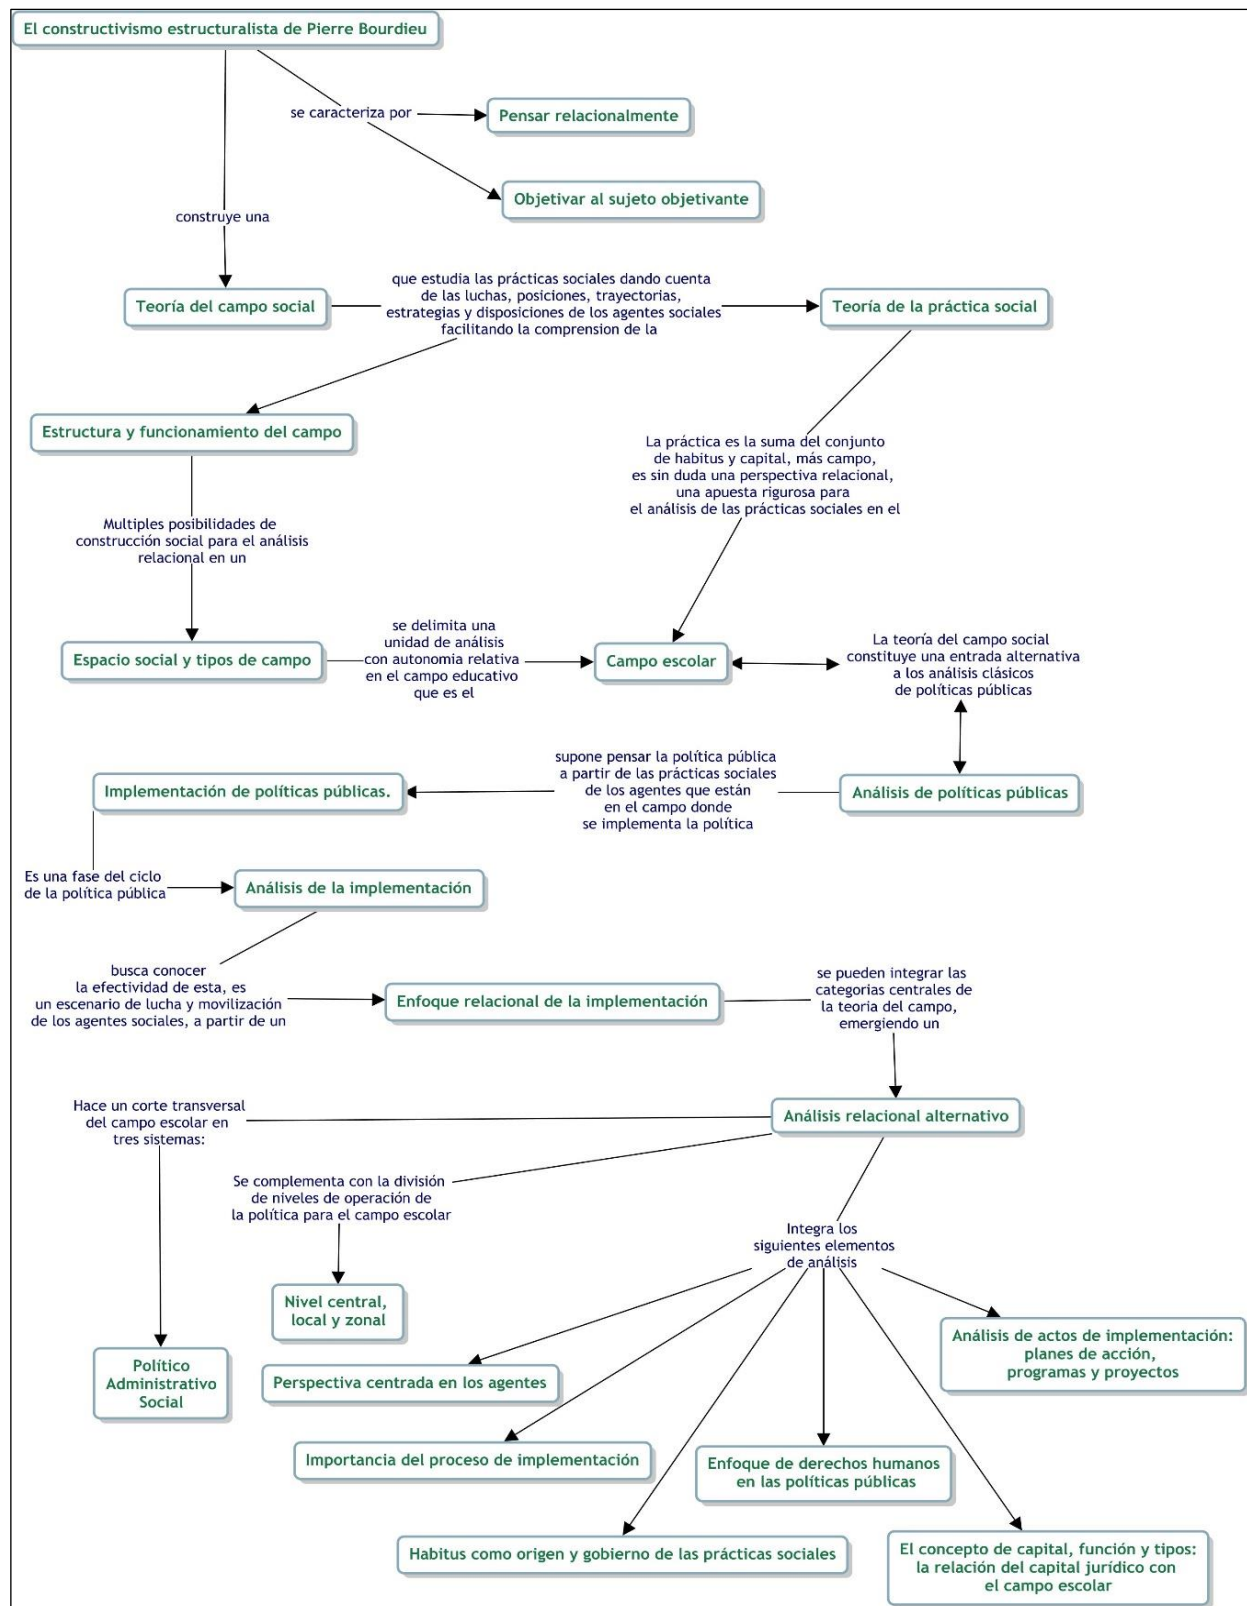 El constructivismo estructuralista de Pierre Bourdieu
se caracteriza por
Pensar relacionalmente
Objetivar al sujeto objetivante
construye una
Teoría del campo social
que estudia las prácticas sociales dando cuenta
de las luchas, posiciones, trayectorias,
estrategias y disposiciones de los agentes sociales
facilitando la comprension de la
Teoría de la práctica social
Estructura y funcionamiento del campo
La práctica es la suma del conjunto
de habitus y capital, más campo,
es sin duda una perspectiva relacional,
una apuesta rigurosa para
el análisis de las prácticas sociales en el
Multiples posibilidades de
construcción social para el análisis
relacional en un
Espacio social y tipos de campo
se delimita una
unidad de análisis
con autonomia relativa
en el campo educativo
que es el
Campo escolar
La teoría del campo social
constituye una entrada alternativa
a los análisis clásicos
de políticas públicas
Análisis de políticas públicas
supone pensar la política pública
a partir de las prácticas sociales
de los agentes que están
en el campo donde
se implementa la política
Implementación de políticas públicas.
Es una fase del ciclo
de la política pública
Análisis de la implementación
busca conocer
la efectividad de esta, es
un escenario de lucha y movilización
de los agentes sociales, a partir de un
Enfoque relacional de la implementación
se pueden integrar las
categorias centrales de
la teoria del campo,
emergiendo un
Análisis relacional alternativo
Hace un corte transversal
del campo escolar en
tres sistemas:
Político
Administrativo
Social
Se complementa con la división
de niveles de operación de
la política para el campo escolar
Nivel central,
local y zonal
Integra los
siguientes elementos
de análisis
Perspectiva centrada en los agentes
Importancia del proceso de implementación
Habitus como origen y gobierno de las prácticas sociales
Enfoque de derechos humanos
en las políticas públicas
El concepto de capital, función y tipos:
la relación del capital jurídico con
el campo escolar
Análisis de actos de implementación:
planes de acción,
programas y proyectos